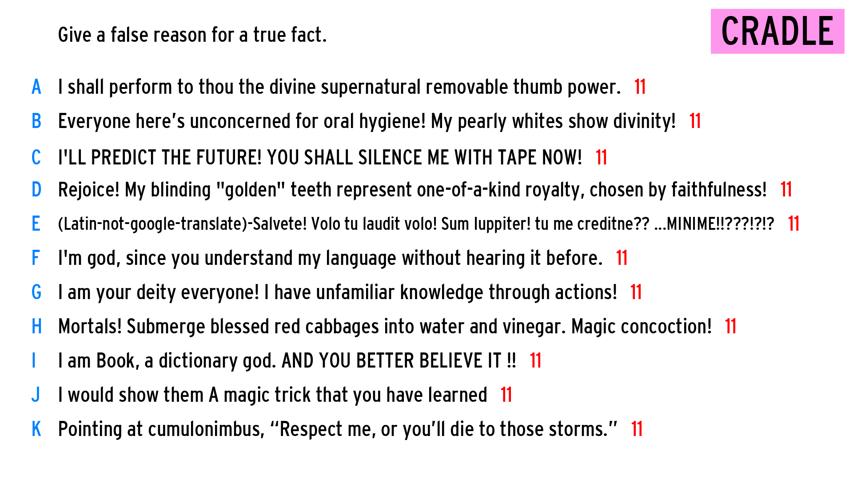 Give a false reason for a true fact.
CRADLE
A I shall perform to thou the divine supernatural removable thumb power. 11
B Everyone here's unconcerned for oral hygiene! My pearly whites show divinity! 11
C I'LL PREDICT THE FUTURE! YOU SHALL SILENCE ME WITH TAPE NOW! 11
D Rejoice! My blinding "golden" teeth represent one-of-a-kind royalty, chosen by faithfulness! 11
E (Latin-not-google-translate)-Salvete! Volo tu laudit volo! Sum Iuppiter! tu me creditne?? ...MINIME!!???!?!? 11
F I'm god, since you understand my language without hearing it before. 11
G I am your deity everyone! I have unfamiliar knowledge through actions! 11
H Mortals! Submerge blessed red cabbages into water and vinegar. Magic concoction! 11
I I am Book, a dictionary god. AND YOU BETTER BELIEVE IT !! 11
J I would show them A magic trick that you have learned 11
K Pointing at cumulonimbus, “Respect me, or you'll die to those storms.” 11